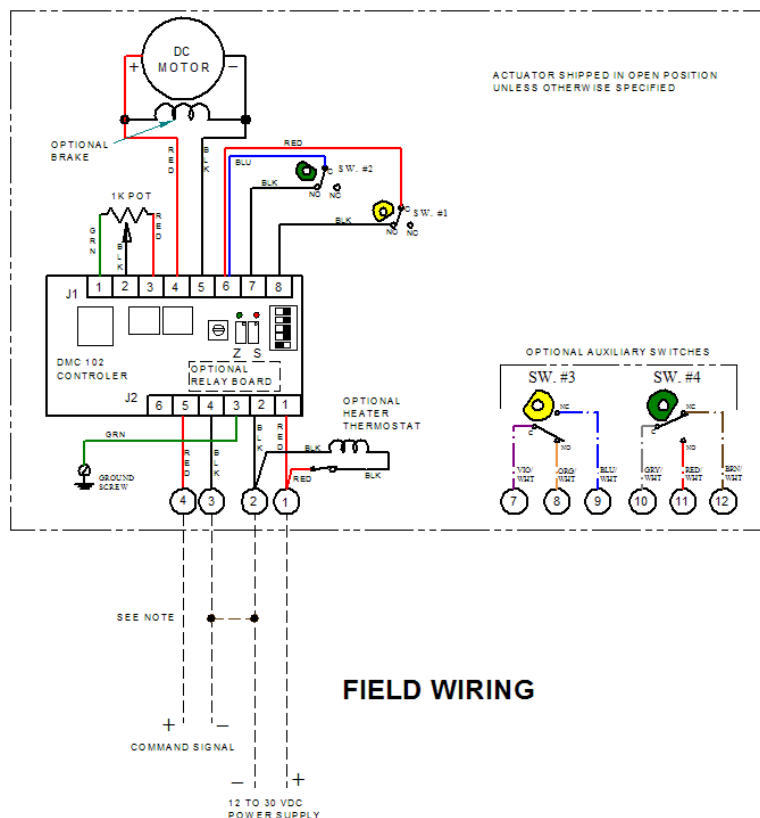 DC
MOTOR
+
−
ACTUATOR SHIPPED IN OPEN POSITION
UNLESS OTHERWISE SPECIFIED
OPTIONAL
BRAKE
RED
BLK
RED
BLU
SW. #2
C
BLK
NO
NC
C
SW. #1
BLK
NO
NC
1K POT
GRN
BLK
RED
1 2 3 4 5 6 7 8
J1
Z S
DMC 102
CONTROLER
OPTIONAL
RELAY BOARD
J2
6 5 4 3 2 1
OPTIONAL
HEATER
THERMOSTAT
GRN
GROUND
SCREW
RED
BLK
BLK
RED
BLK
RED
BLK
4 3 2 1
OPTIONAL AUXILIARY SWITCHES
SW. #3
SW. #4
NC
C
NO
NC
C
NO
VIO/
WHT
ORG/
WHT
BLU/
WHT
GRY/
WHT
RED/
WHT
BRN/
WHT
7 8 9 10 11 12
SEE NOTE
FIELD WIRING
+ −
COMMAND SIGNAL
− +
12 TO 30 VDC
POWER SUPPLY